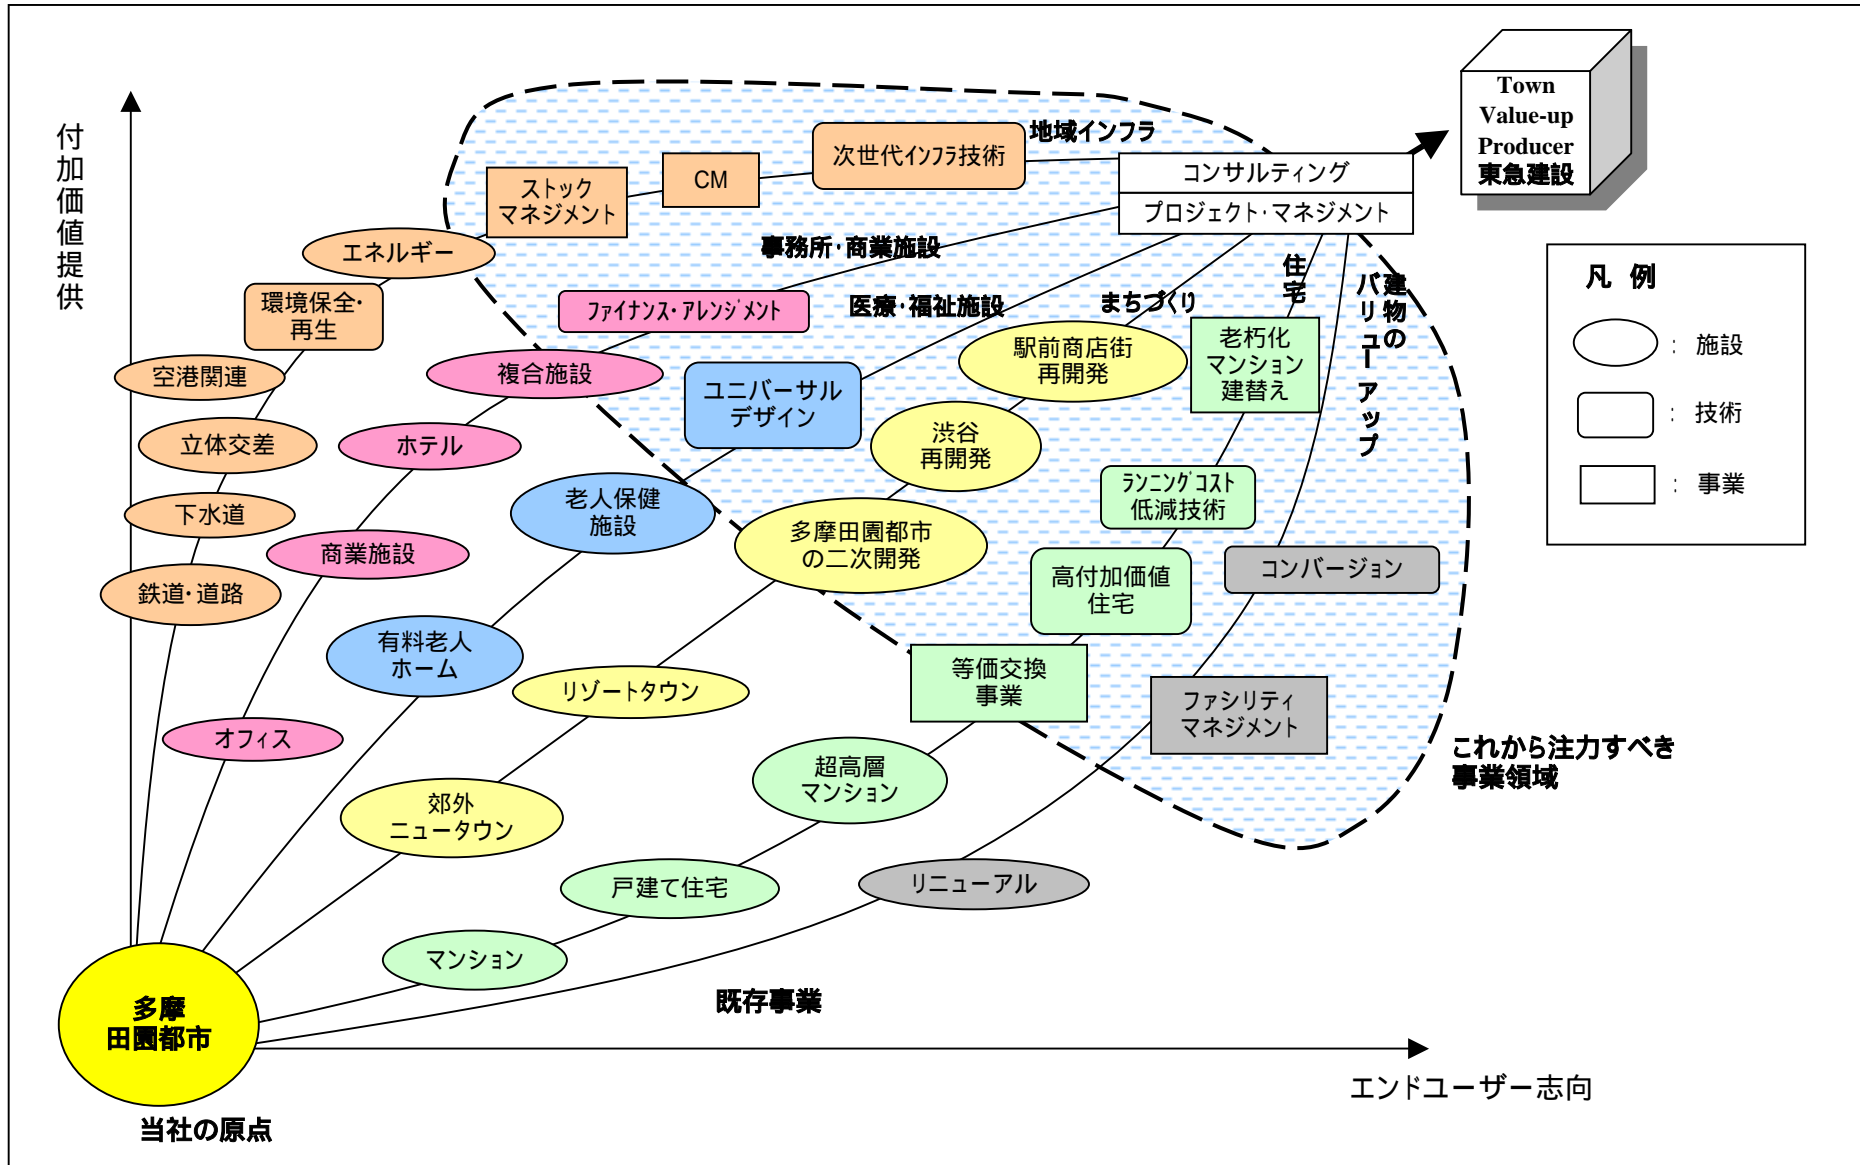 付加価値提供
Town
Value-up
Producer
東急建設
地域インフラ
次世代インフラ技術
CM
ストック
マネジメント
コンサルティング
プロジェクト・マネジメント
エネルギー
事務所・商業施設
環境保全・
再生
ファイナンス・アレンジメント
医療・福祉施設
まちづくり
住宅
建物の
バリューアップ
凡 例
: 施設
: 技術
: 事業
空港関連
複合施設
ユニバーサル
デザイン
駅前商店街
再開発
老朽化
マンション
建替え
立体交差
ホテル
渋谷
再開発
下水道
老人保健
施設
ランニングコスト
低減技術
商業施設
多摩田園都市
の二次開発
コンバージョン
鉄道・道路
高付加価値
住宅
有料老人
ホーム
等価交換
事業
リゾートタウン
ファシリティ
マネジメント
オフィス
これから注力すべき
事業領域
超高層
マンション
郊外
ニュータウン
戸建て住宅
リニューアル
マンション
既存事業
多摩
田園都市
エンドユーザー志向
当社の原点